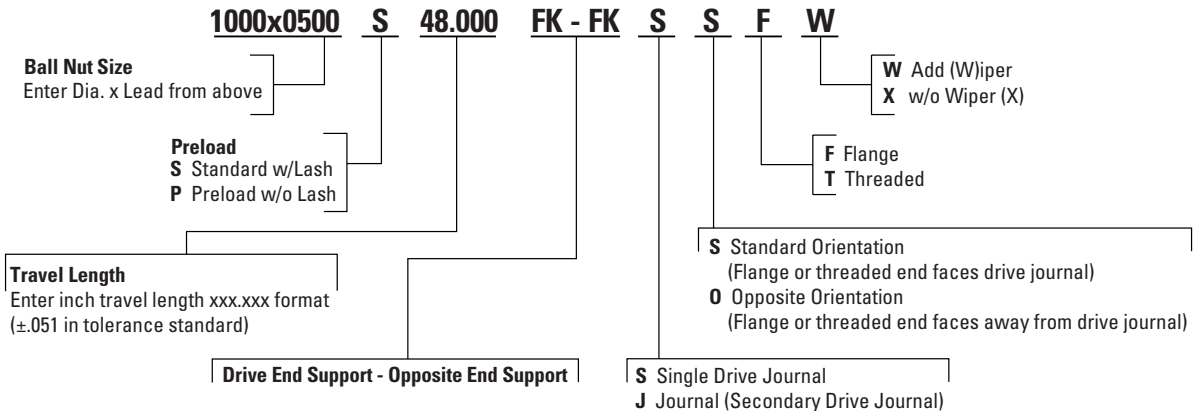 1000x0500 S 48.000 FK - FK S S F W
Ball Nut Size
Enter Dia. x Lead from above
W Add (W)iper
X w/o Wiper (X)
Preload
S Standard w/Lash
P Preload w/o Lash
F Flange
T Threaded
Travel Length
Enter inch travel length xxx.xxx format
(±.051 in tolerance standard)
S Standard Orientation
(Flange or threaded end faces drive journal)
O Opposite Orientation
(Flange or threaded end faces away from drive journal)
Drive End Support - Opposite End Support
S Single Drive Journal
J Journal (Secondary Drive Journal)